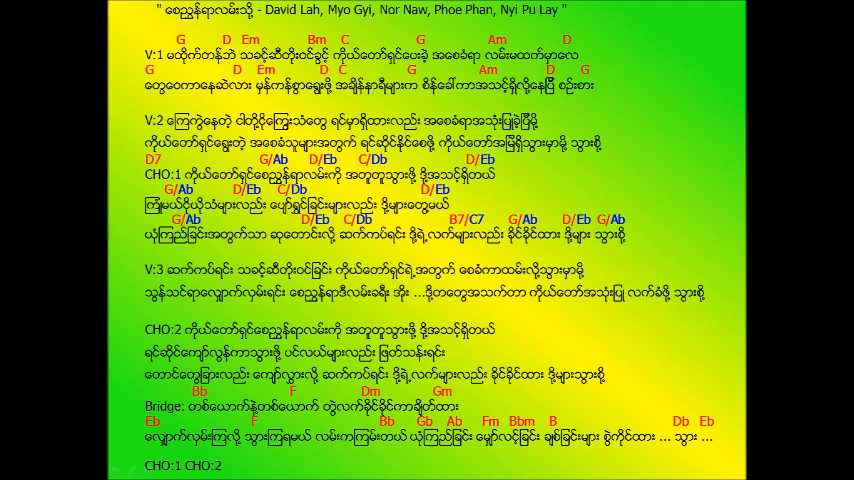 " စေညွှန်ရာလမ်းသို့ - David Lah, Myo Gyi, Nor Naw, Phoe Phan, Nyi Pu Lay "
G D Em Bm C G Am D
V:1 မထိုက်တန်ဘဲ သခင့်ဆီတိုးဝင်ခွင့် ကိုယ်တော်ရှင်ပေးခဲ့ အစေခံရာ လမ်းမထက်မှာလေ
G D Em D C G Am D G
တွေဝေကာနေဆဲလား မှန်ကန်စွာရွေးဖို့ အချိန်နာရီများက စိန်ခေါ်ကာအသင့်ရှိလို့နေပြီ စဉ်းစား
V:2 ကြေကွဲနေတဲ့ ငါတို့ငိုကြွေးသံတွေ ရင်မှာရှိထားလည်း အစေခံရာအသုံးပြုခဲ့ပြီမို့
ကိုယ်တော်ရှင်ရွေးတဲ့ အစေခံသူများအတွက် ရင်ဆိုင်နိုင်စေဖို့ ကိုယ်တော်အမြဲရှိသွားမှာမို့ သွားစို့
D7 G/Ab D/Eb C/Db D/Eb
CHO:1 ကိုယ်တော်ရှင်စေညွှန်ရာလမ်းကို အတူတူသွားဖို့ ဒို့အသင့်ရှိတယ်
G/Ab D/Eb C/Db D/Eb
ကြုံမယ်ငိုယိုသံများလည်း ပျော်ရွှင်ခြင်းများလည်း ဒို့များတွေ့မယ်
G/Ab D/Eb C/Db B7/C7 G/Ab D/Eb G/Ab
ယုံကြည်ခြင်းအတွက်သာ ဆုတောင်းလို့ ဆက်ကပ်ရင်း ဒို့ရဲ့လက်များလည်း ခိုင်ခိုင်ထား ဒို့များ သွားစို့
V:3 ဆက်ကပ်ရင်း သခင့်ဆီတိုးဝင်ခြင်း ကိုယ်တော်ရှင်ရဲ့အတွက် စေခံကာထမ်းလို့သွားမှာမို့
သွန်သင်ရာလျှောက်လှမ်းရင်း စေညွှန်ရာဒီလမ်းခရီး အိုး ...ဒို့တတွေအသက်တာ ကိုယ်တော်အသုံးပြု လက်ခံဖို့ သွားစို့
CHO:2 ကိုယ်တော်ရှင်စေညွှန်ရာလမ်းကို အတူတူသွားဖို့ ဒို့အသင့်ရှိတယ်
ရင်ဆိုင်ကျော်လွှန်ကာသွားဖို့ ပင်လယ်များလည်း ဖြတ်သန်းရင်း
တောင်တွေခြားလည်း ကျော်လွှားလို့ ဆက်ကပ်ရင်း ဒို့ရဲ့လက်များလည်း ခိုင်ခိုင်ထား ဒို့များသွားစို့
Bb F Dm Gm
Bridge: တစ်ယောက်နဲ့တစ်ယောက် တွဲလက်ခိုင်ခိုင်ကာချိတ်ထား
Eb F Bb Gb Ab Fm Bbm B Db Eb
လျှောက်လှမ်းကြလို့ သွားကြရမယ် လမ်းကကြမ်းတယ် ယုံကြည်ခြင်း မျှော်လင့်ခြင်း ချစ်ခြင်းများ စွဲကိုင်ထား ... သွား ...
CHO:1 CHO:2